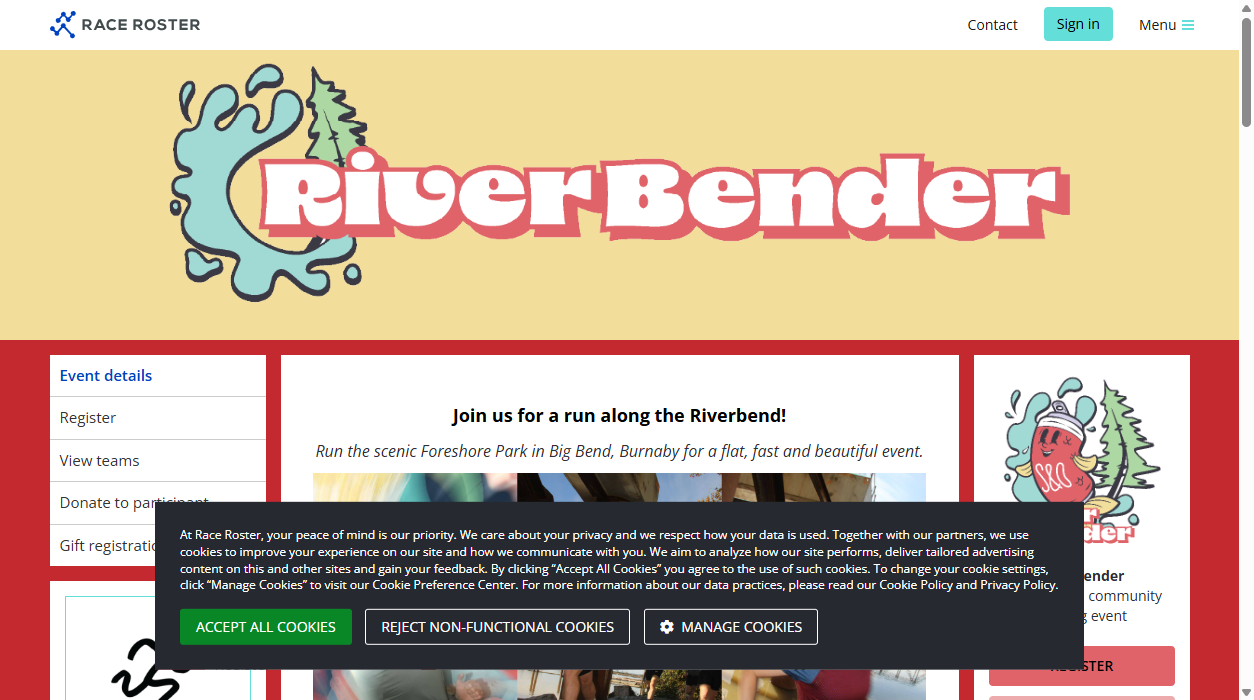 RACE ROSTER
Contact
Sign in
Menu
River Bender
Event details
Register
View teams
Donate to participant
Gift registratio
Join us for a run along the Riverbend!
Run the scenic Foreshore Park in Big Bend, Burnaby for a flat, fast and beautiful event.
S&O
der
ender
community
g event
REGISTER
At Race Roster, your peace of mind is our priority. We care about your privacy and we respect how your data is used. Together with our partners, we use
cookies to improve your experience on our site and how we communicate with you. We aim to analyze how our site performs, deliver tailored advertising
content on this and other sites and gain your feedback. By clicking “Accept All Cookies” you agree to the use of such cookies. To change your cookie settings,
click “Manage Cookies” to visit our Cookie Preference Center. For more information about our data practices, please read our Cookie Policy and Privacy Policy.
ACCEPT ALL COOKIES
REJECT NON-FUNCTIONAL COOKIES
MANAGE COOKIES